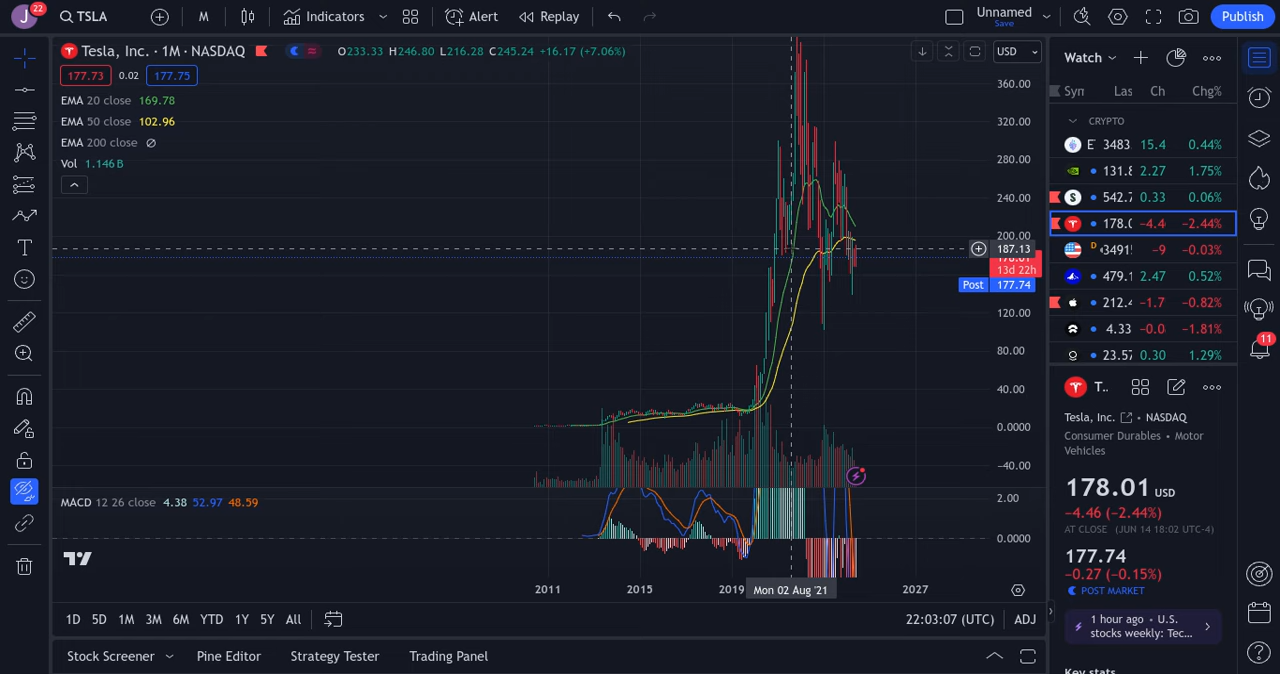 J 22 TSLA M Indicators Alert Replay Unnamed Save Publish
Tesla, Inc. · 1M · NASDAQ O233.33 H246.80 L216.28 C245.24 +16.17 (+7.06%) USD
177.73 0.02 177.75
EMA 20 close 169.78
EMA 50 close 102.96
EMA 200 close ∅
Vol 1.146B
360.00
320.00
280.00
240.00
200.00
187.13
13d 22h
Post 177.74
120.00
80.00
40.00
0.0000
−40.00
MACD 12 26 close 4.38 52.97 48.59
2.00
0.0000
2011 2015 2019 Mon 02 Aug '21 2027
1D 5D 1M 3M 6M YTD 1Y 5Y All 22:03:07 (UTC) ADJ
Stock Screener Pine Editor Strategy Tester Trading Panel
Watch
Syn Las Ch Chg%
CRYPTO
E 3483 15.4 0.44%
131.8 2.27 1.75%
S 542.7 0.33 0.06%
178.0 −4.4 −2.44%
D 3491 −9 −0.03%
479.1 2.47 0.52%
212.4 −1.7 −0.82%
4.33 −0.0 −1.81%
23.57 0.30 1.29%
T..
Tesla, Inc. • NASDAQ
Consumer Durables • Motor
Vehicles
178.01 USD
−4.46 (−2.44%)
AT CLOSE (JUN 14 18:02 UTC-4)
177.74
−0.27 (−0.15%)
POST MARKET
1 hour ago • U.S.
stocks weekly: Tec...
Key stats
11